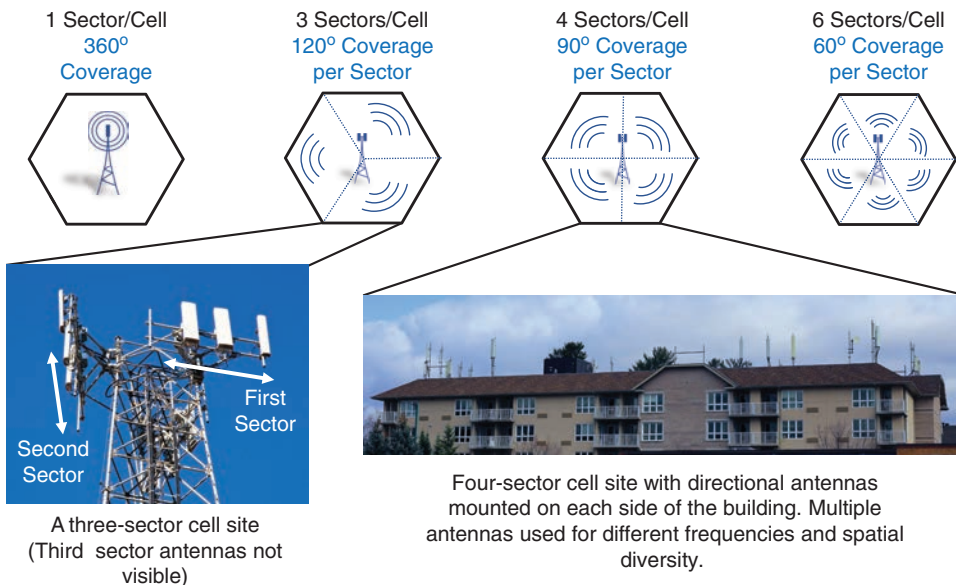 1 Sector/Cell
360° Coverage
3 Sectors/Cell
120° Coverage
per Sector
4 Sectors/Cell
90° Coverage
per Sector
6 Sectors/Cell
60° Coverage
per Sector
First
Sector
Second
Sector
A three-sector cell site
(Third sector antennas not
visible)
Four-sector cell site with directional antennas
mounted on each side of the building. Multiple
antennas used for different frequencies and spatial
diversity.